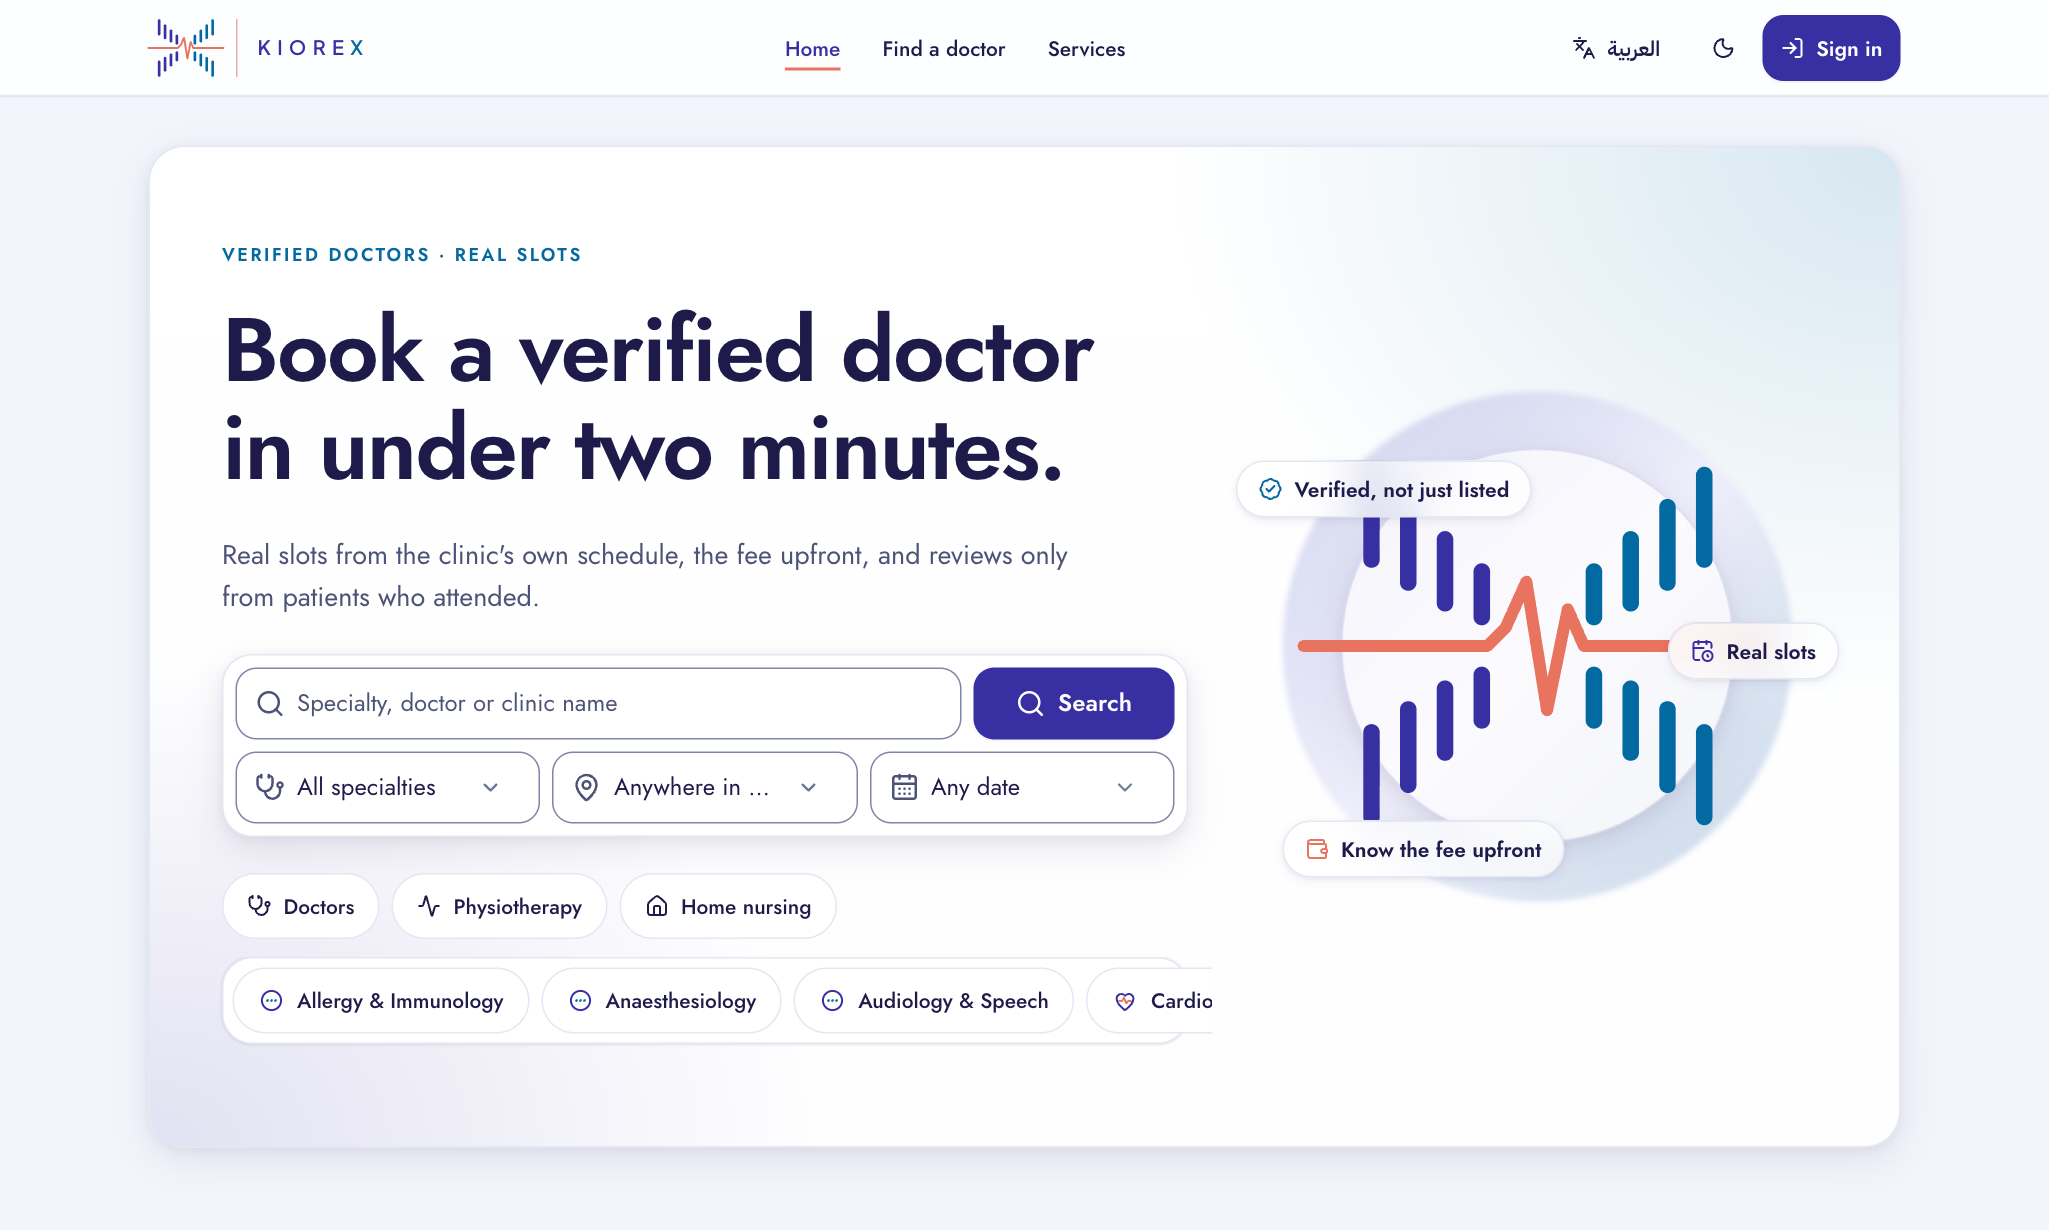 KIOREX
Home
Find a doctor
Services
العربية
Sign in
VERIFIED DOCTORS · REAL SLOTS
Book a verified doctor
in under two minutes.
Real slots from the clinic's own schedule, the fee upfront, and reviews only
from patients who attended.
Specialty, doctor or clinic name
Search
All specialties
Anywhere in ...
Any date
Doctors
Physiotherapy
Home nursing
Allergy & Immunology
Anaesthesiology
Audiology & Speech
Cardio
Verified, not just listed
Real slots
Know the fee upfront